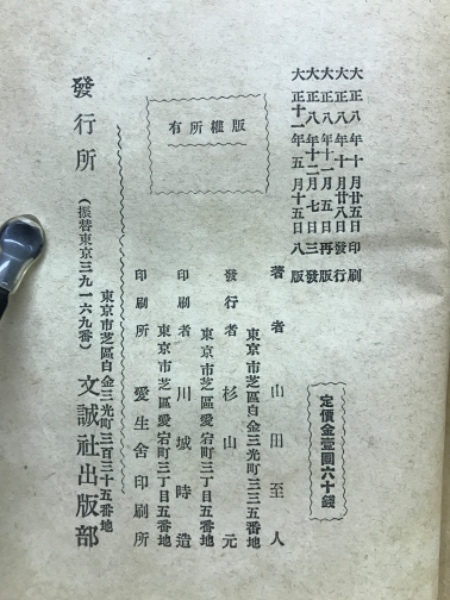 大正八年十月廿五日印刷
大正八年十月廿八日發行
大正八年十一月五日再版
大正八年十二月七日三發
大正十一年五月十五日八版
定價金壹圓六十錢
版權所有
著者 山田至人
東京市芝區白金三光町三三五番地
發行者 杉山元
東京市芝區愛宕町三丁目五番地
印刷者 川城時造
東京市芝區愛宕町三丁目五番地
印刷所 愛生舍印刷所
東京市芝區白金三光町三百三十五番地
發行所 文誠社出版部
(振替東京三九一六九番)